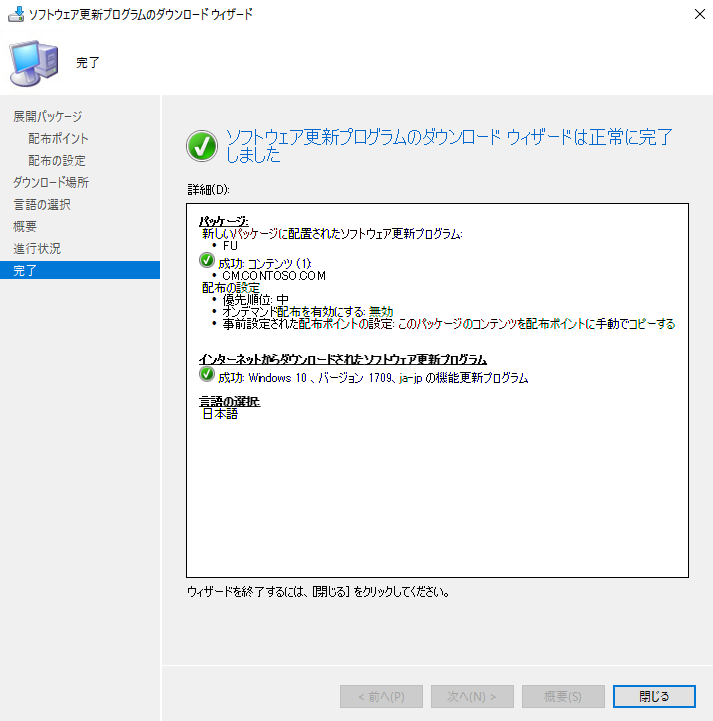 ソフトウェア更新プログラムのダウンロード ウィザード
完了
展開パッケージ
配布ポイント
配布の設定
ダウンロード場所
言語の選択
概要
進行状況
完了
ソフトウェア更新プログラムのダウンロード ウィザードは正常に完了
しました
詳細(D):
パッケージ:
新しいパッケージに配置されたソフトウェア更新プログラム:
• FU
成功: コンテンツ (1):
• CM.CONTOSO.COM
配布の設定
• 優先順位: 中
• オンデマンド配布を有効にする: 無効
• 事前設定された配布ポイントの設定: このパッケージのコンテンツを配布ポイントに手動でコピーする
インターネットからダウンロードされたソフトウェア更新プログラム
成功: Windows 10 、バージョン 1709、ja-jp の機能更新プログラム
言語の選択:
日本語
ウィザードを終了するには、[閉じる] をクリックしてください。
< 前へ(P)
次へ(N) >
概要(S)
閉じる